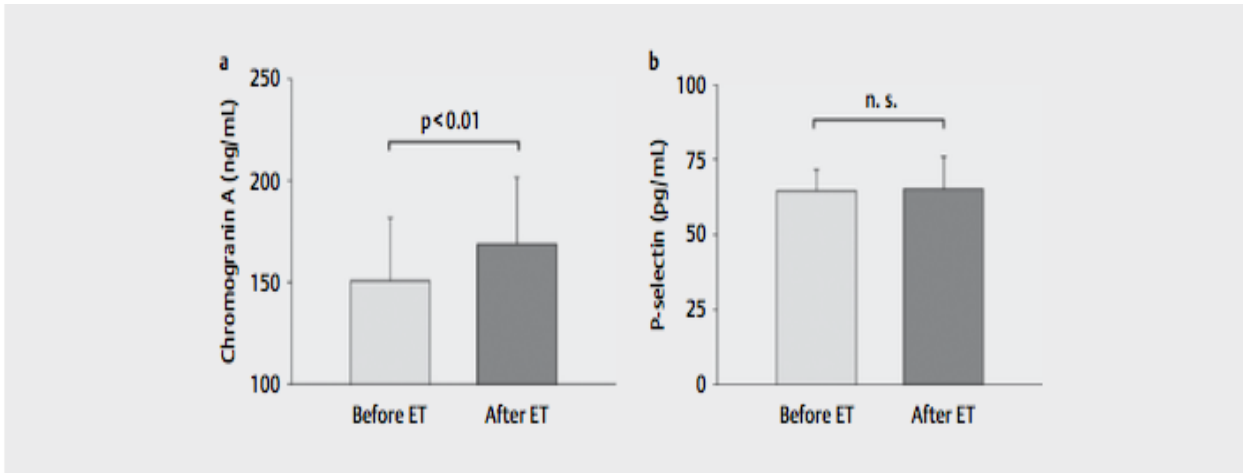 a
Chromogranin A (ng/mL)
250
200
150
100
p<0.01
Before ET
After ET
b
P-selectin (pg/mL)
100
75
50
25
0
n. s.
Before ET
After ET